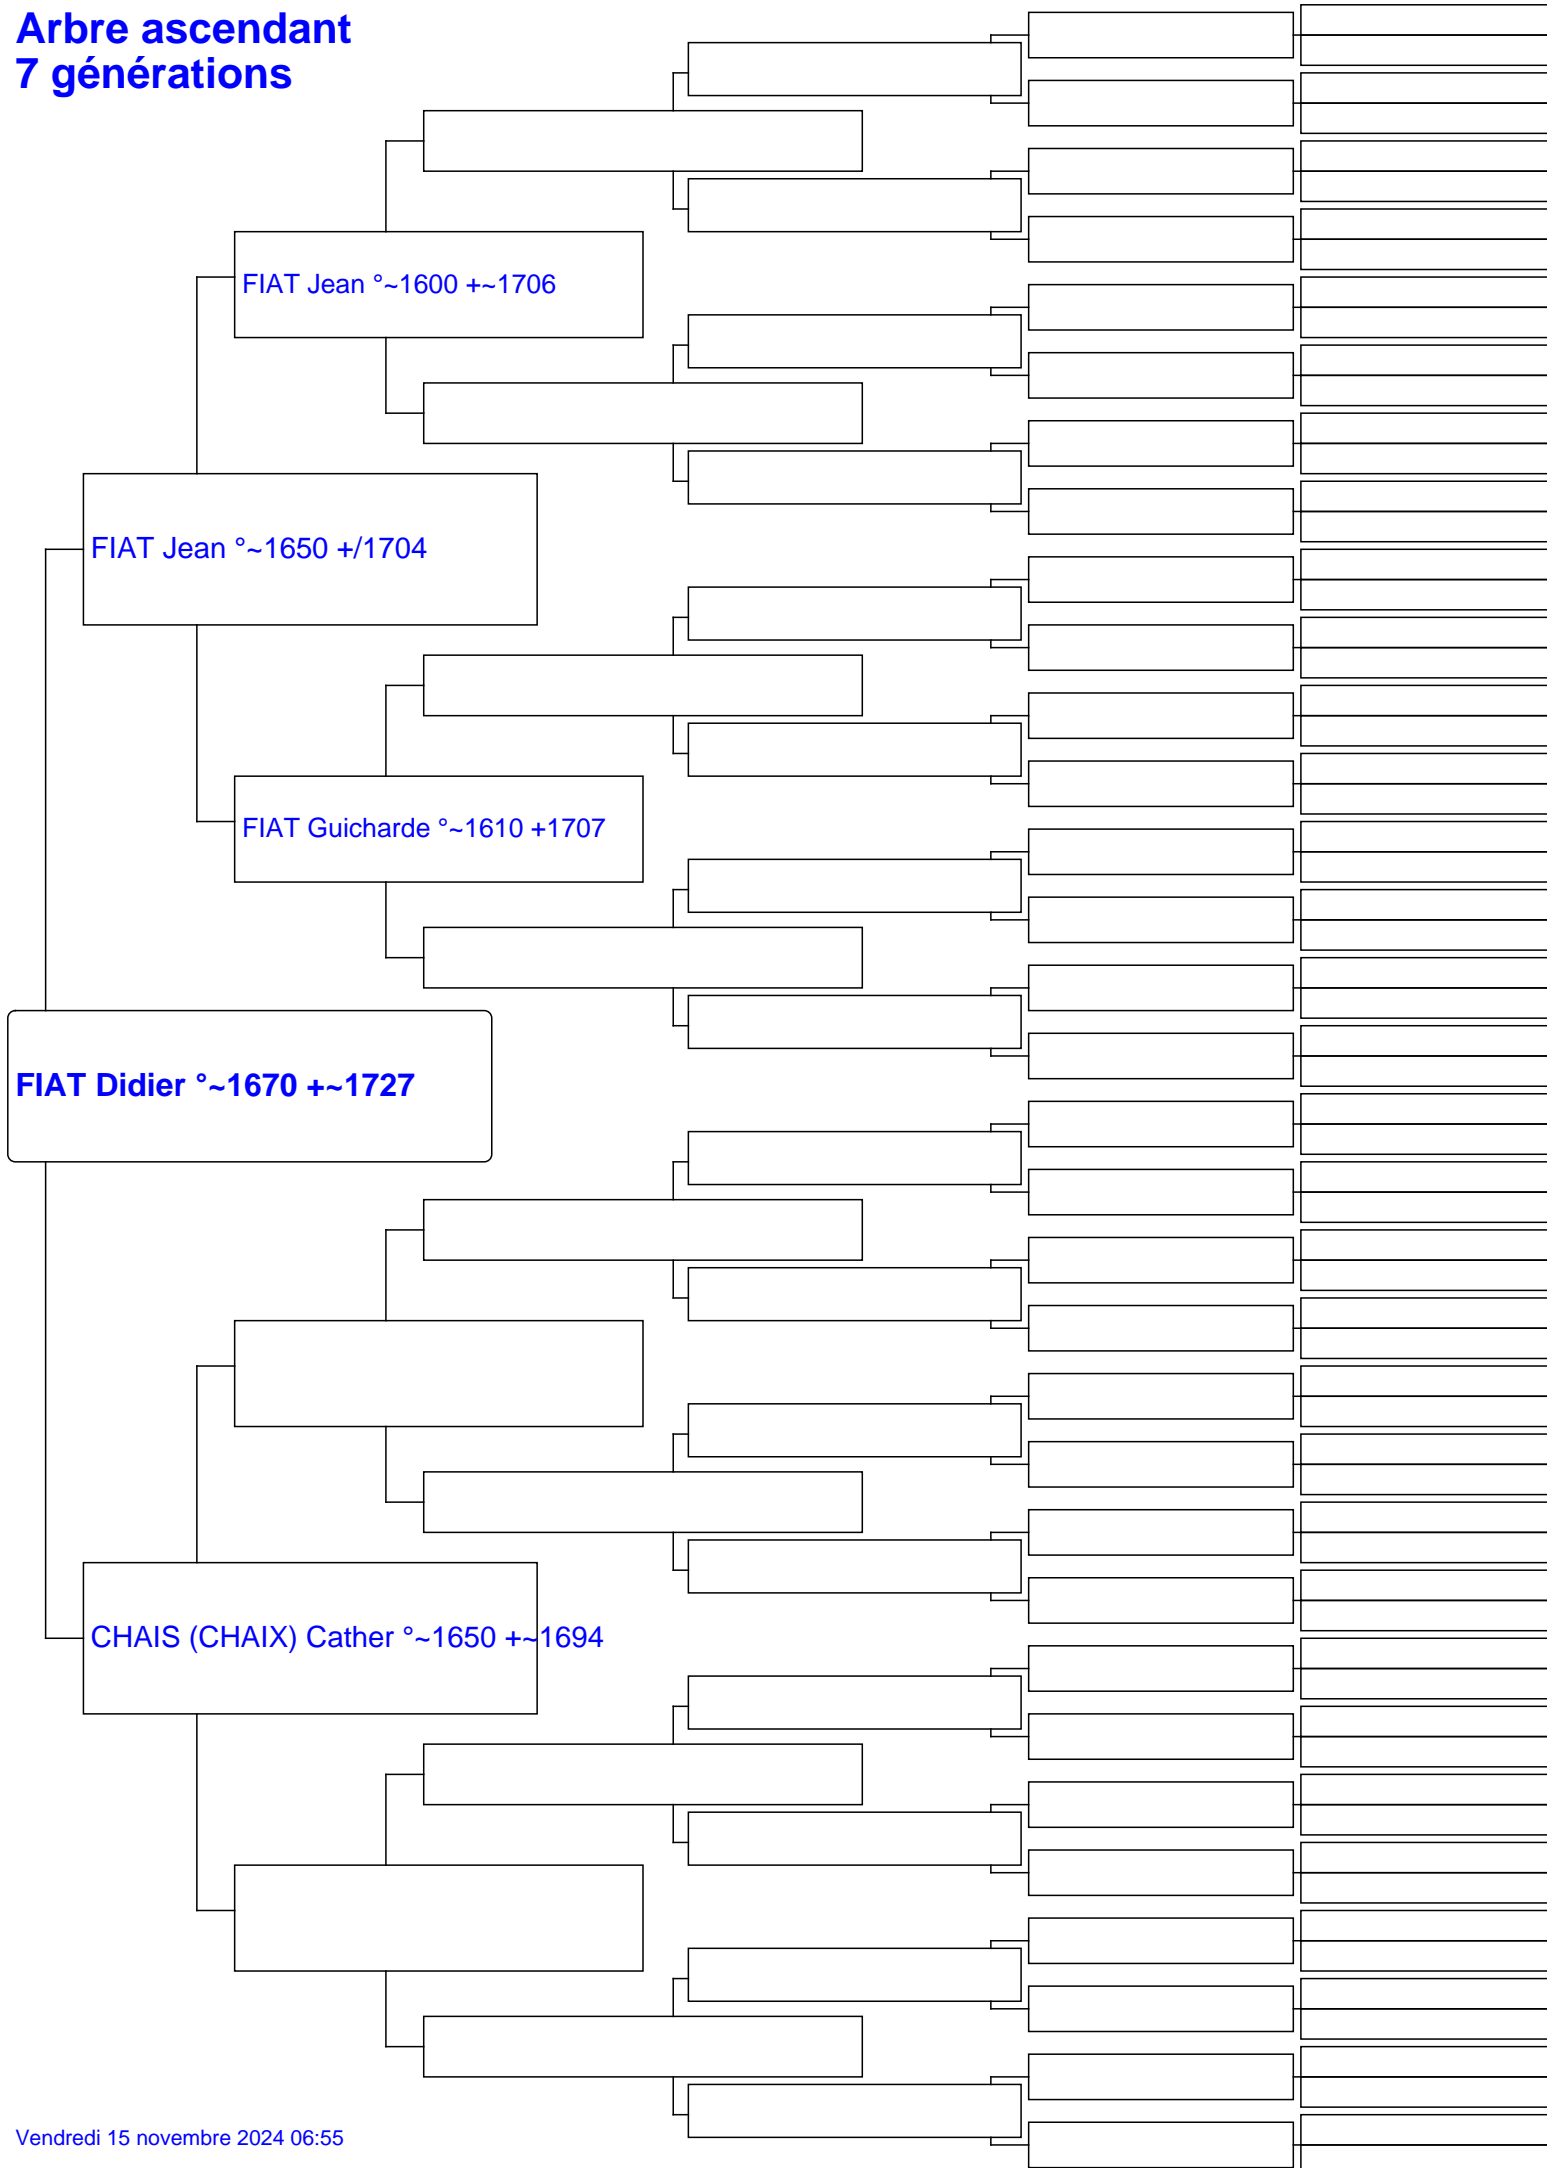 Arbre ascendant
7 générations
FIAT Jean °~1600 +~1706
FIAT Jean °~1650 +/1704
FIAT Guicharde °~1610 +1707
FIAT Didier °~1670 +~1727
CHAIS (CHAIX) Cather °~1650 +~1694
Vendredi 15 novembre 2024 06:55